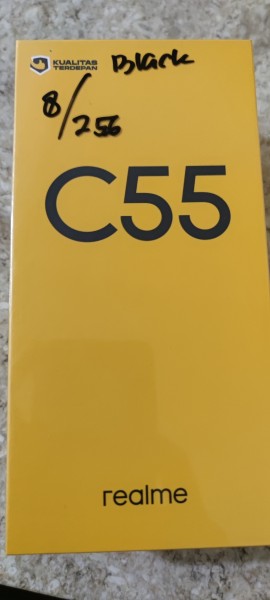 KUALITAS
TERDEPAN
Black
8/256
C55
realme